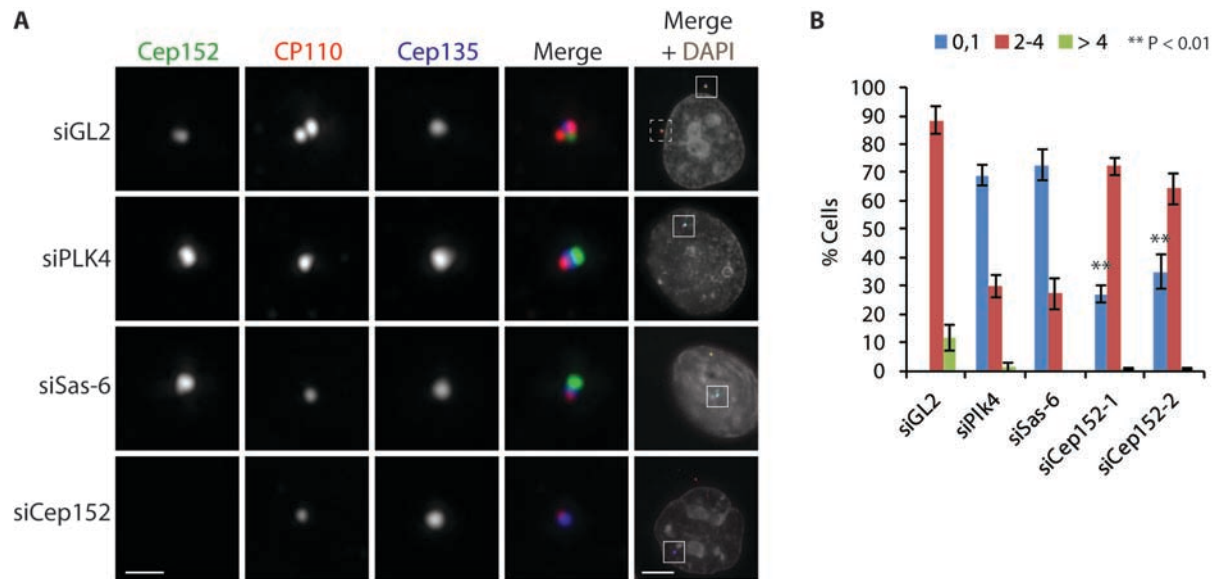 A
Cep152 CP110 Cep135 Merge Merge
+ DAPI
siGL2
siPLK4
siSas-6
siCep152
B
0,1 2-4 > 4 ** P < 0.01
% Cells
100
90
80
70
60
50
40
30
20
10
0
**
**
siGL2
siPlk4
siSas-6
siCep152-1
siCep152-2